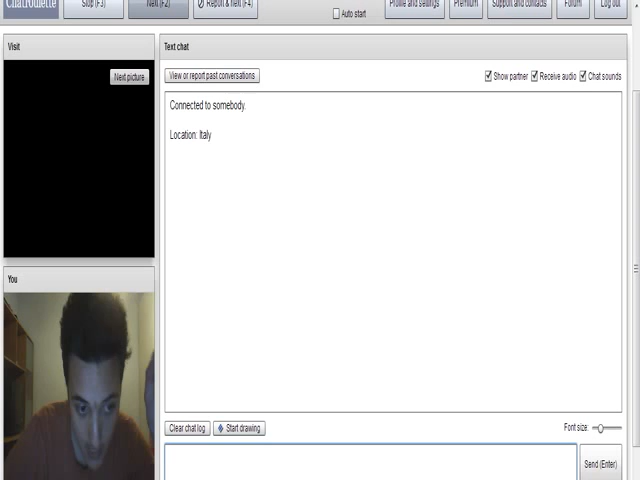 Chatroulette
Stop (F3)
Next (F2)
Report & next (F4)
Auto start
Profile and settings
Premium
Support and contacts
Forum
Log out
Visit
Next picture
Text chat
View or report past conversations
Show partner
Receive audio
Chat sounds
Connected to somebody.
Location: Italy
You
Clear chat log
Start drawing
Font size:
Send (Enter)